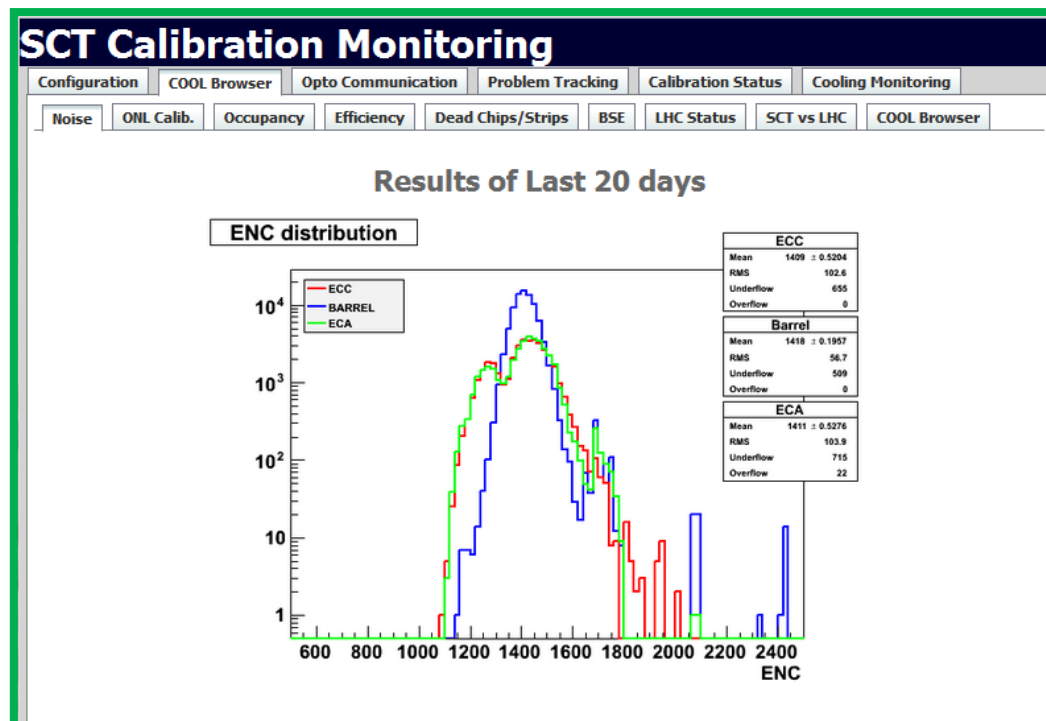 SCT Calibration Monitoring
Configuration COOL Browser Opto Communication Problem Tracking Calibration Status Cooling Monitoring
Noise ONL Calib. Occupancy Efficiency Dead Chips/Strips BSE LHC Status SCT vs LHC COOL Browser
Results of Last 20 days
ENC distribution
ECC
Mean 1409 ± 0.5204
RMS 102.6
Underflow 655
Overflow 0
Barrel
Mean 1418 ± 0.1957
RMS 56.7
Underflow 509
Overflow 0
ECA
Mean 1411 ± 0.5276
RMS 103.9
Underflow 715
Overflow 22
ECC
BARREL
ECA
10⁴
10³
10²
10
1
600 800 1000 1200 1400 1600 1800 2000 2200 2400
ENC